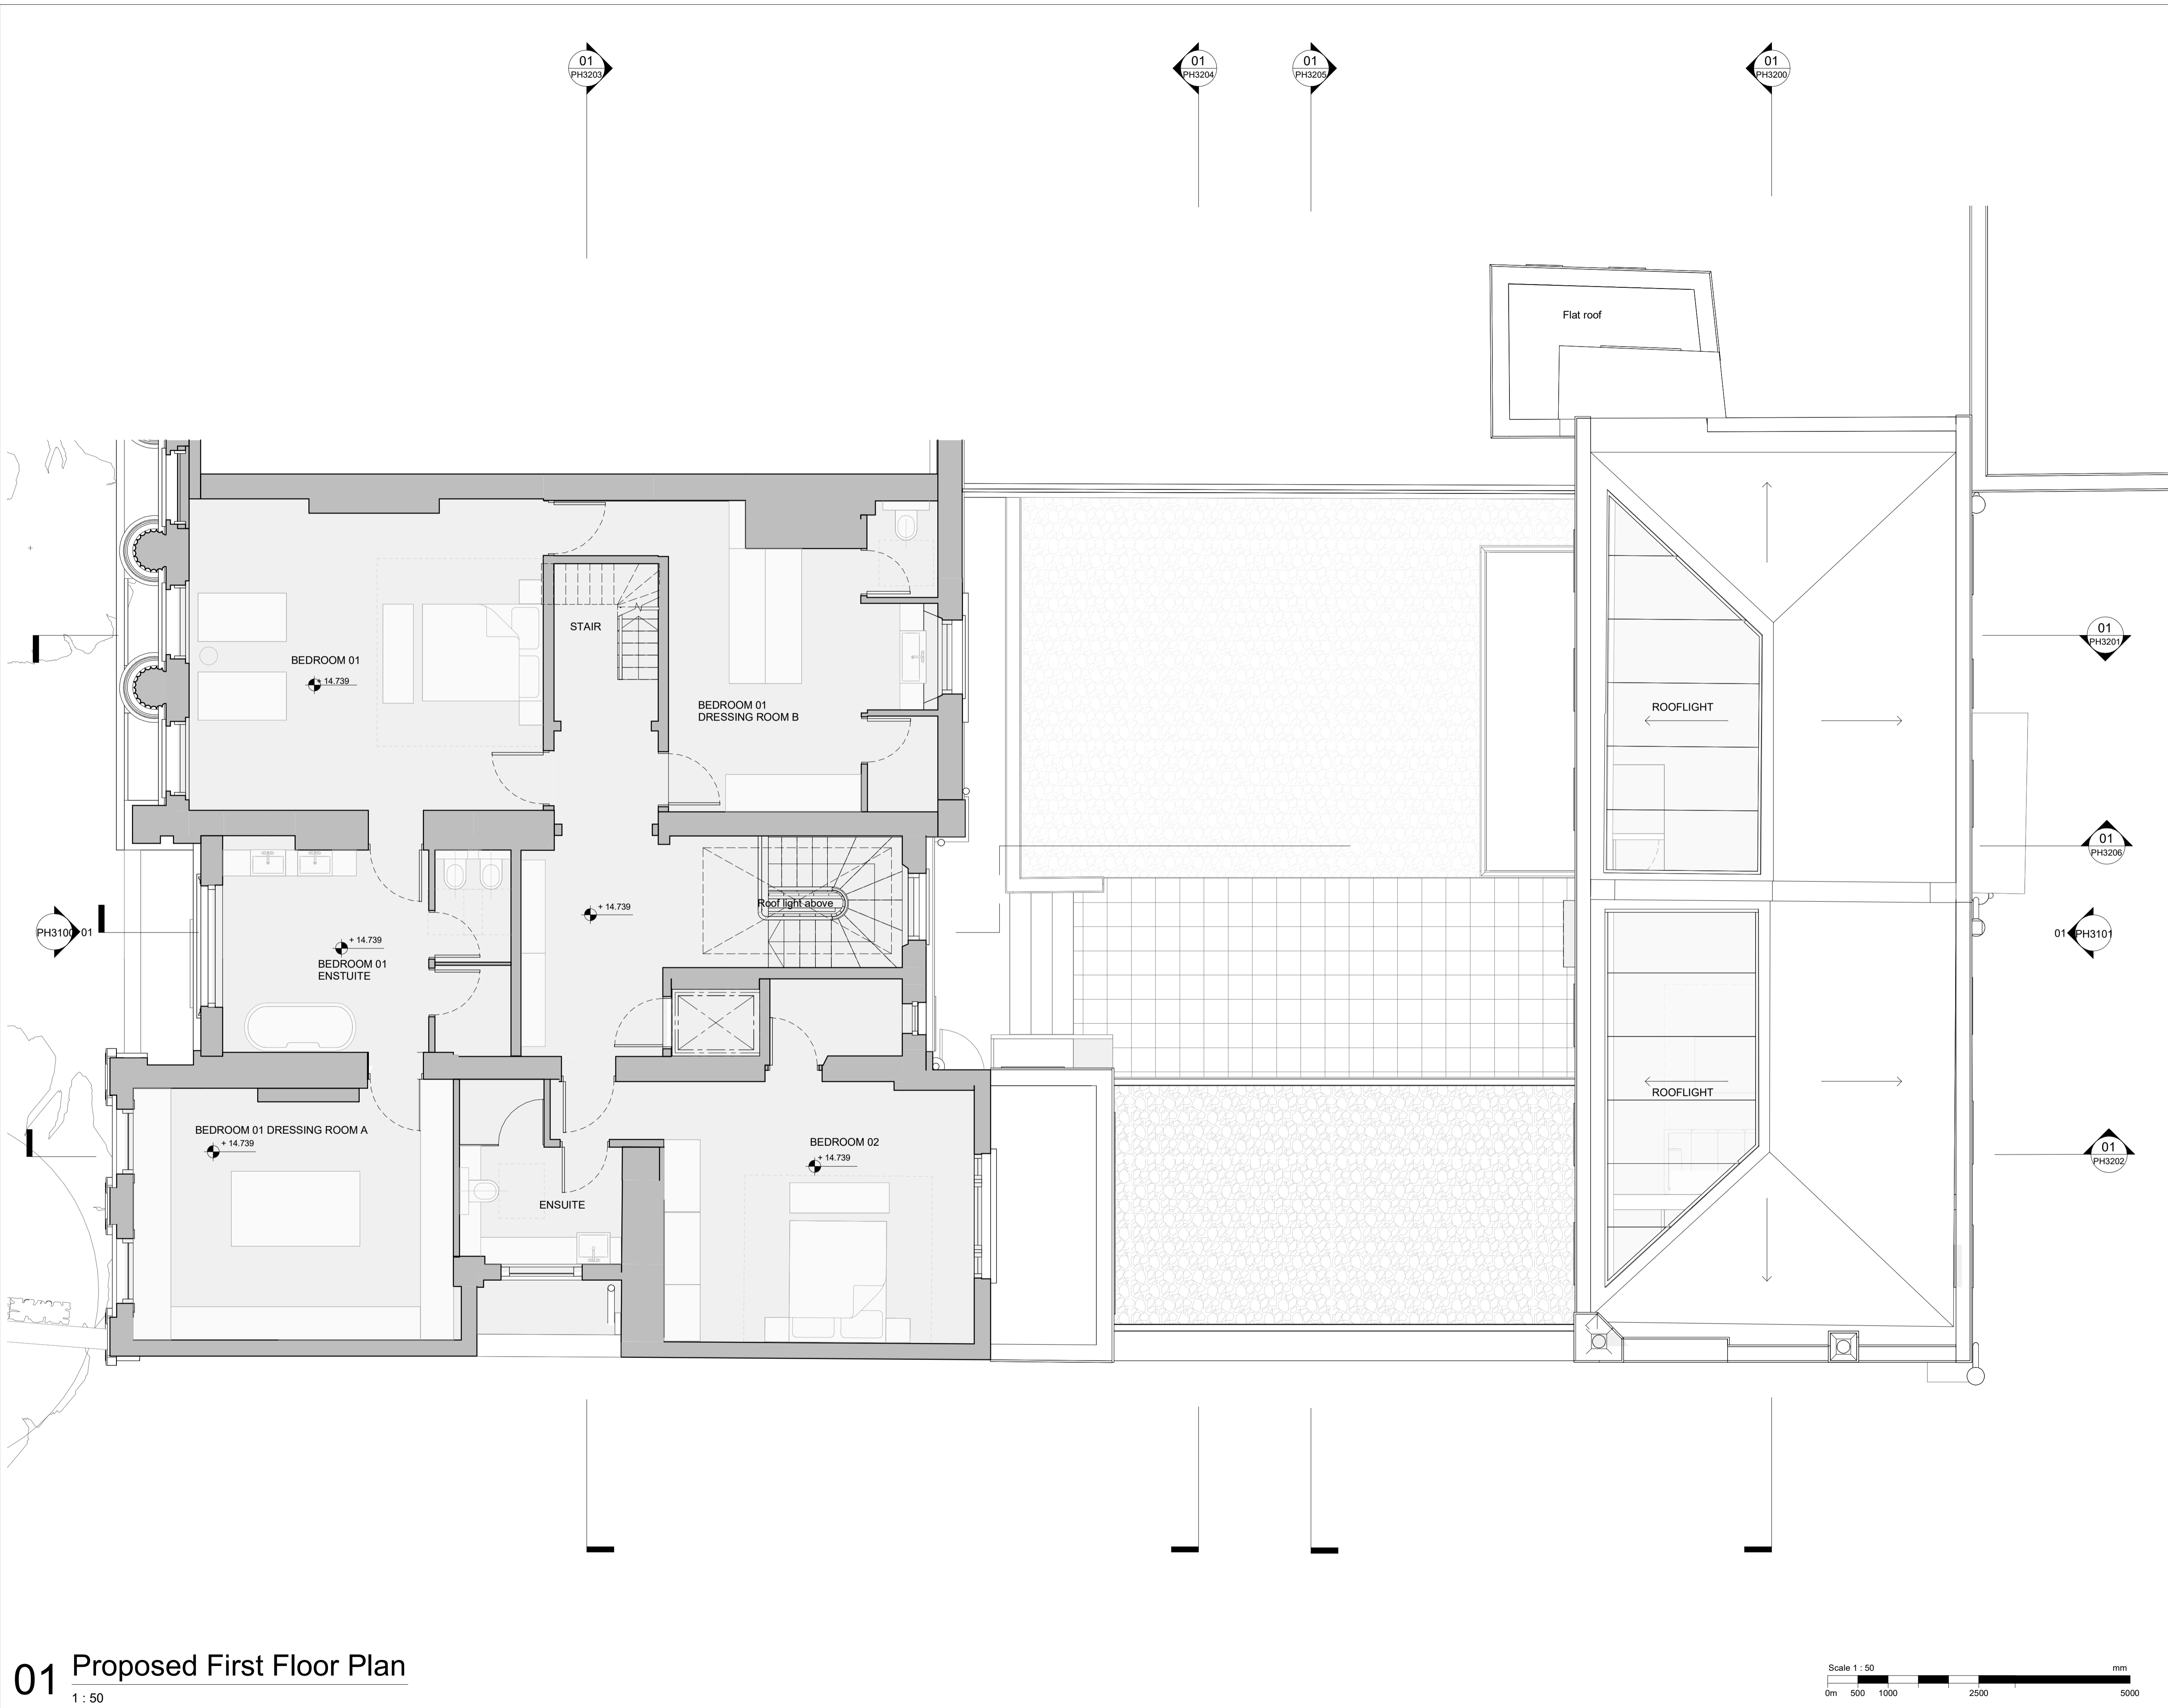 01
PH3203
01
PH3204
01
PH3205
01
PH3200
Flat roof
STAIR
01
PH3201
BEDROOM 01
+ 14.739
BEDROOM 01
DRESSING ROOM B
ROOFLIGHT
01
PH3206
Roof light above
+ 14.739
PH3100 01
01 PH3101
+ 14.739
BEDROOM 01
ENSTUITE
ROOFLIGHT
BEDROOM 01 DRESSING ROOM A
+ 14.739
BEDROOM 02
+ 14.739
01
PH3202
ENSUITE
01 Proposed First Floor Plan
1 : 50
Scale 1 : 50 mm
0m 500 1000 2500 5000